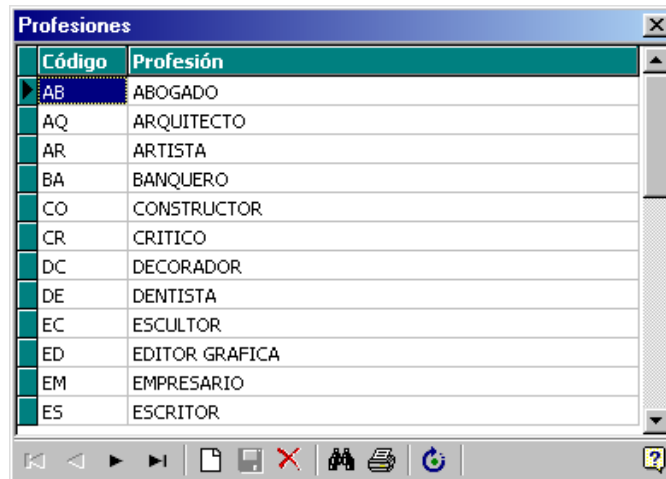 Profesiones
Código Profesión
AB ABOGADO
AQ ARQUITECTO
AR ARTISTA
BA BANQUERO
CO CONSTRUCTOR
CR CRITICO
DC DECORADOR
DE DENTISTA
EC ESCULTOR
ED EDITOR GRAFICA
EM EMPRESARIO
ES ESCRITOR